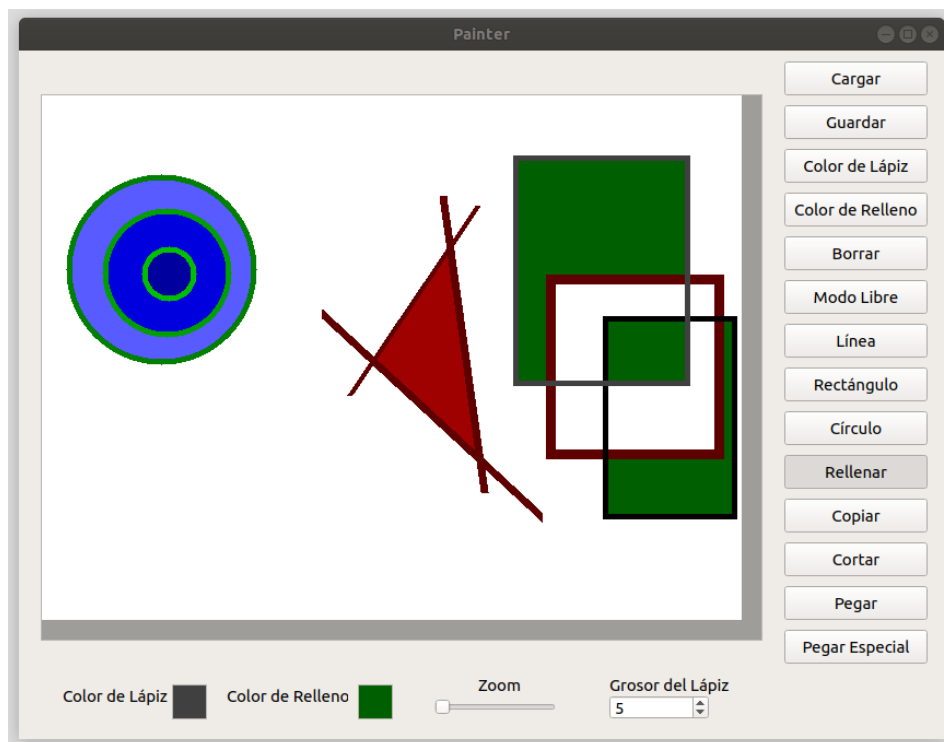 Painter
Cargar
Guardar
Color de Lápiz
Color de Relleno
Borrar
Modo Libre
Línea
Rectángulo
Círculo
Rellenar
Copiar
Cortar
Pegar
Pegar Especial
Color de Lápiz
Color de Relleno
Zoom
Grosor del Lápiz
5